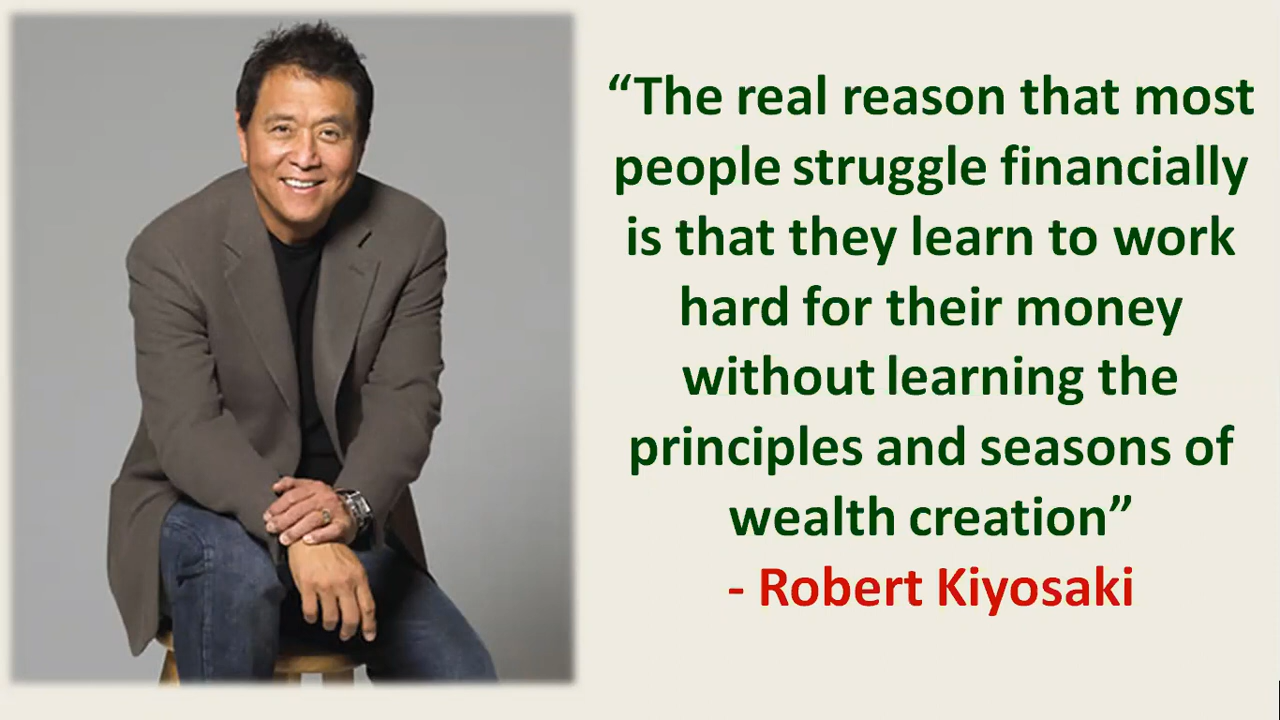 “The real reason that most
people struggle financially
is that they learn to work
hard for their money
without learning the
principles and seasons of
wealth creation”
- Robert Kiyosaki